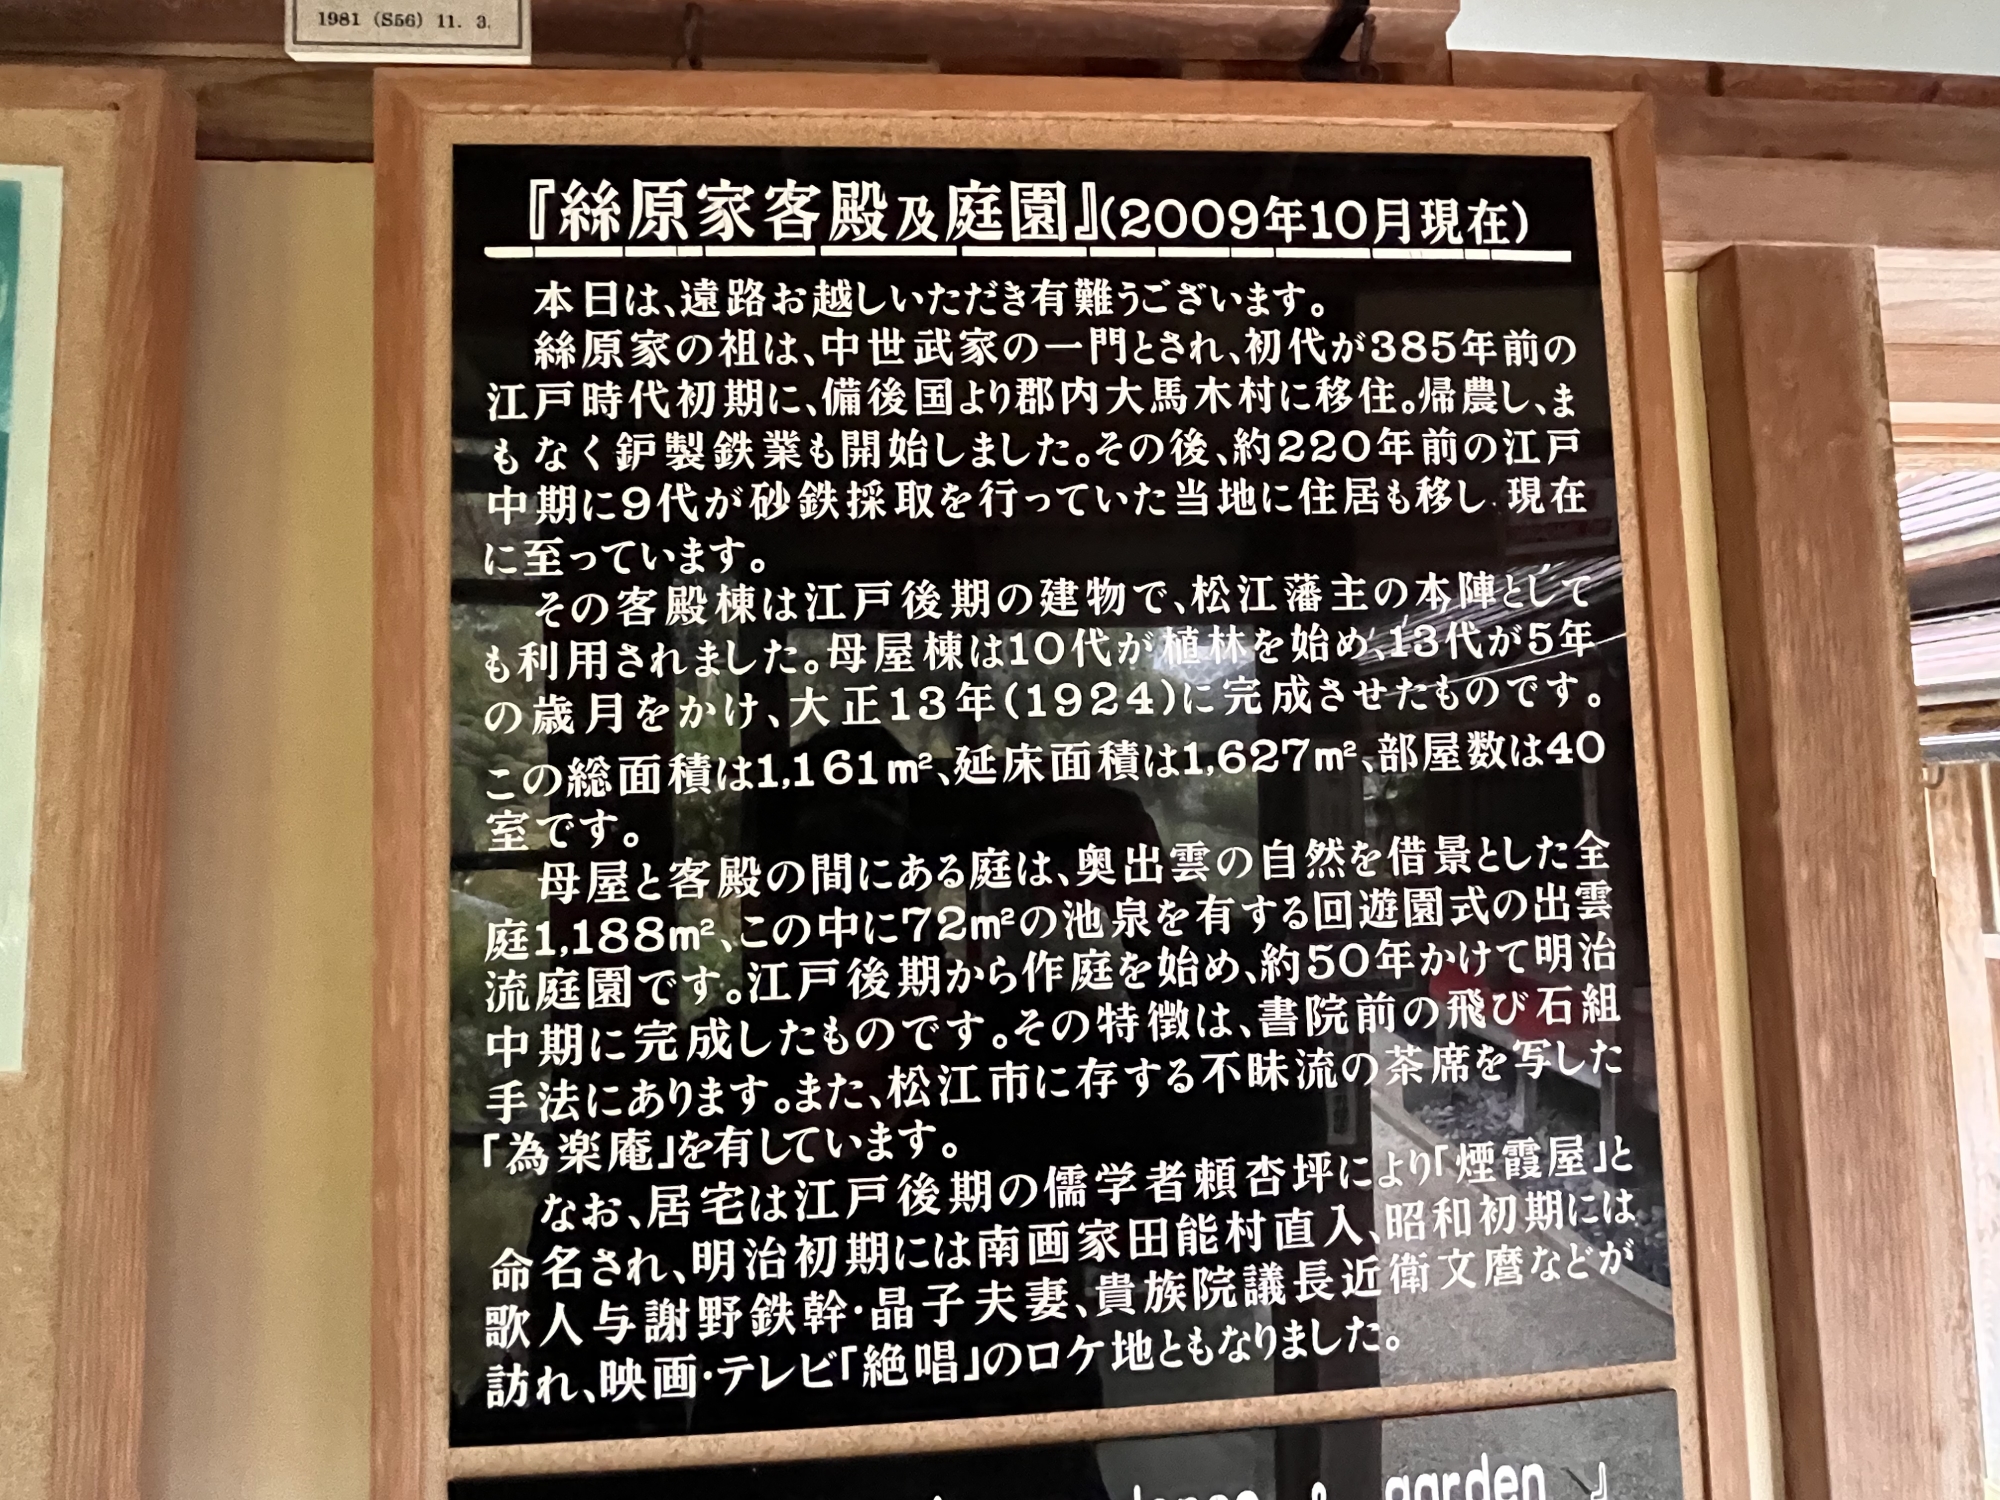 1981（S56）11. 3.
『絲原家客殿及庭園』(2009年10月現在)
本日は、遠路お越しいただき有難うございます。
絲原家の祖は、中世武家の一門とされ、初代が385年前の
江戸時代初期に、備後国より郡内大馬木村に移住。帰農し、ま
もなく鈩製鉄業も開始しました。その後、約220年前の江戸
中期に9代が砂鉄採取を行っていた当地に住居も移し、現在
に至っています。
その客殿棟は江戸後期の建物で、松江藩主の本陣として
も利用されました。母屋棟は10代が植林を始め、13代が5年
の歳月をかけ、大正13年(1924)に完成させたものです。
この総面積は1,161㎡、延床面積は1,627㎡、部屋数は40
室です。
母屋と客殿の間にある庭は、奥出雲の自然を借景とした全
庭1,188㎡、この中に72㎡の池泉を有する回遊園式の出雲
流庭園です。江戸後期から作庭を始め、約50年かけて明治
中期に完成したものです。その特徴は、書院前の飛び石組
手法にあります。また、松江市に存する不昧流の茶席を写した
「為楽庵」を有しています。
なお、居宅は江戸後期の儒学者頼杏坪により「煙霞屋」と
命名され、明治初期には南画家田能村直入、昭和初期には
歌人与謝野鉄幹・晶子夫妻、貴族院議長近衛文麿などが
訪れ、映画・テレビ「絶唱」のロケ地ともなりました。
garden 』